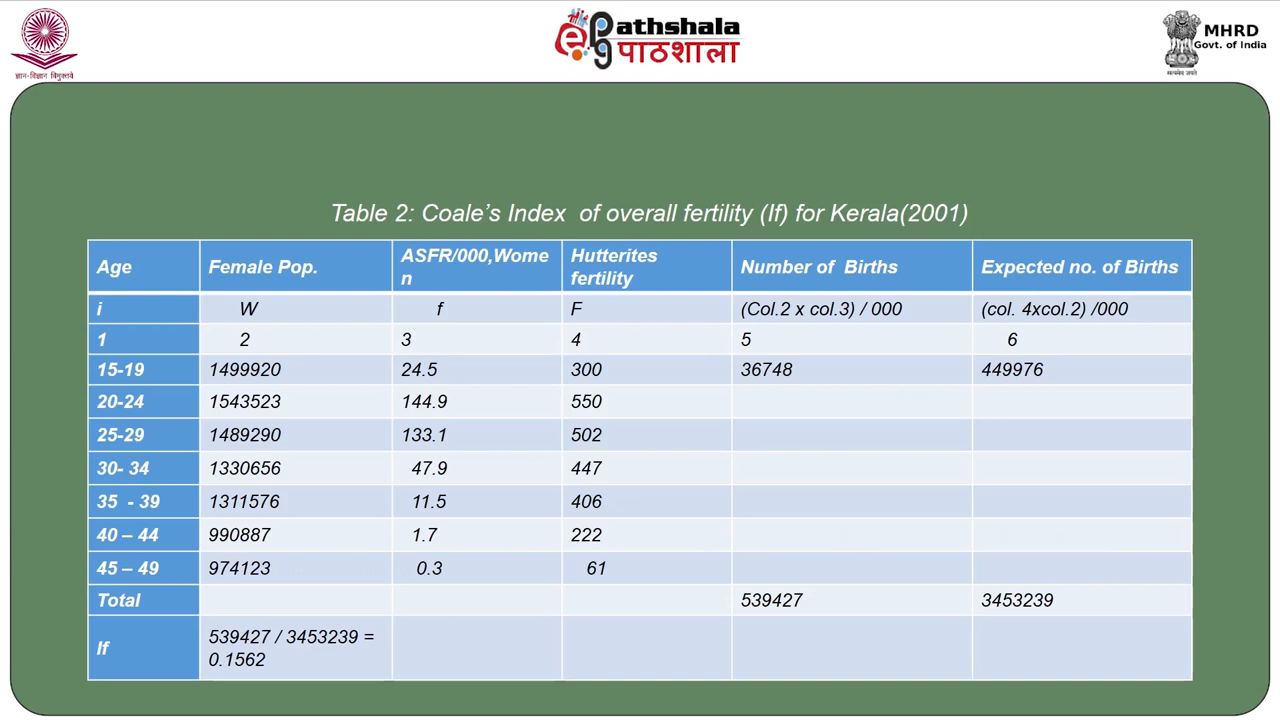 ज्ञान-विज्ञान विमुक्तये
ePathshala
पाठशाला
MHRD
Govt. of India
सत्यमेव जयते
Table 2: Coale’s Index of overall fertility (If) for Kerala(2001)
Age Female Pop. ASFR/000,Wome
n Hutterites
fertility Number of Births Expected no. of Births
i W f F (Col.2 x col.3) / 000 (col. 4xcol.2) /000
1 2 3 4 5 6
15-19 1499920 24.5 300 36748 449976
20-24 1543523 144.9 550
25-29 1489290 133.1 502
30- 34 1330656 47.9 447
35 - 39 1311576 11.5 406
40 – 44 990887 1.7 222
45 – 49 974123 0.3 61
Total 539427 3453239
If 539427 / 3453239 =
0.1562